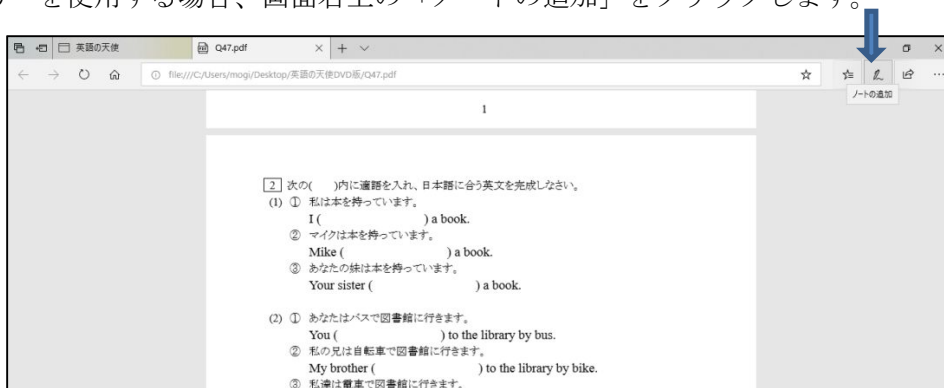 を使用する場合、画面右上の「ノートの追加」をクリックします。
英語の天使
Q47.pdf
file:///C:/Users/mogi/Desktop/英語の天使DVD版/Q47.pdf
ノートの追加
1
2 次の( )内に適語を入れ、日本語に合う英文を完成しなさい。
(1) ① 私は本を持っています。
I ( ) a book.
② マイクは本を持っています。
Mike ( ) a book.
③ あなたの妹は本を持っています。
Your sister ( ) a book.
(2) ① あなたはバスで図書館に行きます。
You ( ) to the library by bus.
② 私の兄は自転車で図書館に行きます。
My brother ( ) to the library by bike.
③ 私達は電車で図書館に行きます。